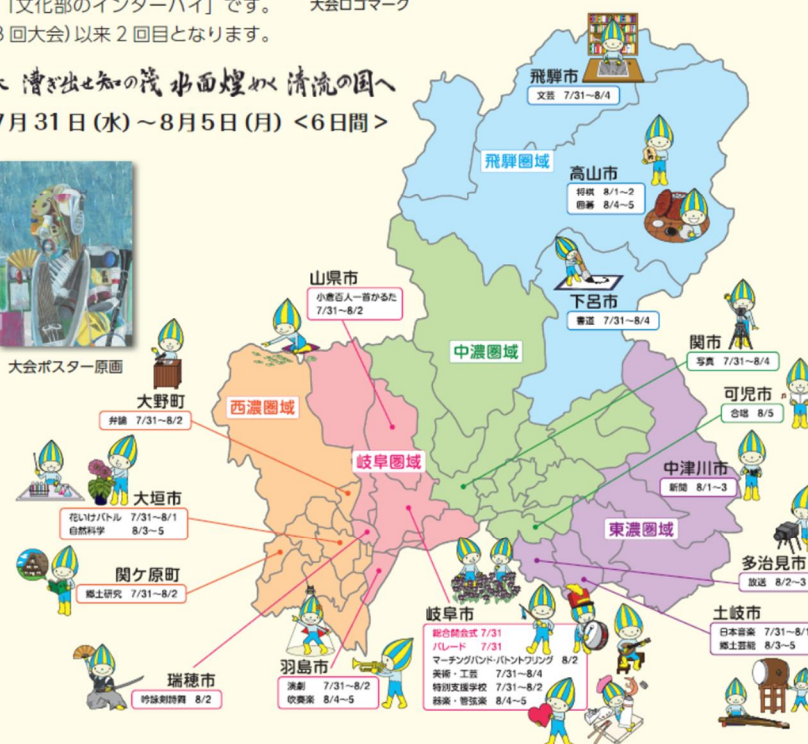 「文化部のインターハイ」です。
大会ロゴマーク
回大会)以来2回目となります。
漕ぎ出せ知の筏 水面煌めく 清流の国へ
7月31日(水)～8月5日(月) <6日間>
大会ポスター原画
飛騨市
文芸 7/31～8/4
飛騨圏域
高山市
将棋 8/1～2
囲碁 8/4～5
下呂市
書道 7/31～8/4
山県市
小倉百人一首かるた
7/31～8/2
中濃圏域
関市
写真 7/31～8/4
可児市
合唱 8/5
大野町
弁論 7/31～8/2
西濃圏域
岐阜圏域
中津川市
新聞 8/1～3
大垣市
花いけバトル 7/31～8/1
自然科学 8/3～5
東濃圏域
多治見市
放送 8/2～3
関ケ原町
郷土研究 7/31～8/2
土岐市
日本音楽 7/31～8/1
郷土芸能 8/3～5
岐阜市
総合開会式 7/31
パレード 7/31
マーチングバンド・バトントワリング 8/2
美術・工芸 7/31～8/4
特別支援学校 7/31～8/2
器楽・管弦楽 8/4～5
羽島市
演劇 7/31～8/2
吹奏楽 8/4～5
瑞穂市
吟詠剣詩舞 8/2